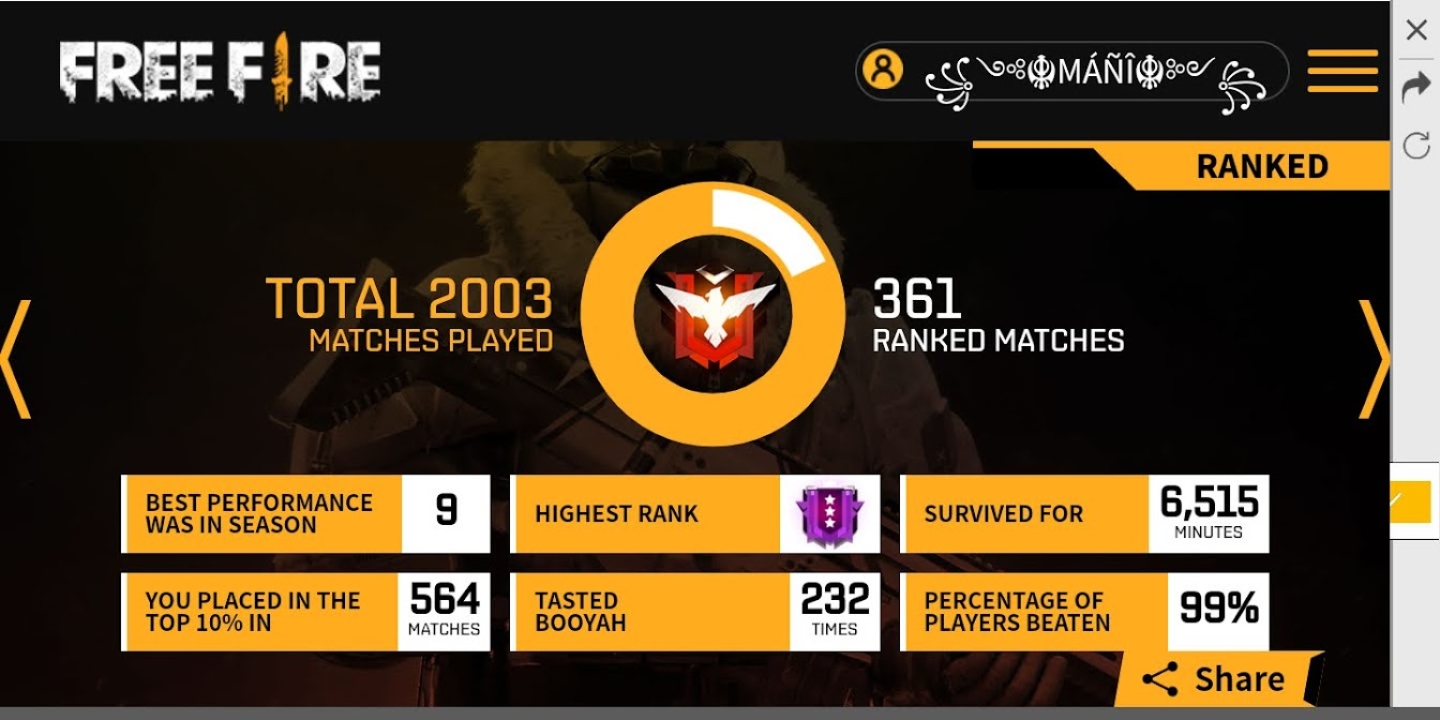 FREE FIRE
MÁÑÎ
RANKED
TOTAL 2003
MATCHES PLAYED
361
RANKED MATCHES
BEST PERFORMANCE
WAS IN SEASON
9
HIGHEST RANK
SURVIVED FOR
6,515
MINUTES
YOU PLACED IN THE
TOP 10% IN
564
MATCHES
TASTED
BOOYAH
232
TIMES
PERCENTAGE OF
PLAYERS BEATEN
99%
Share